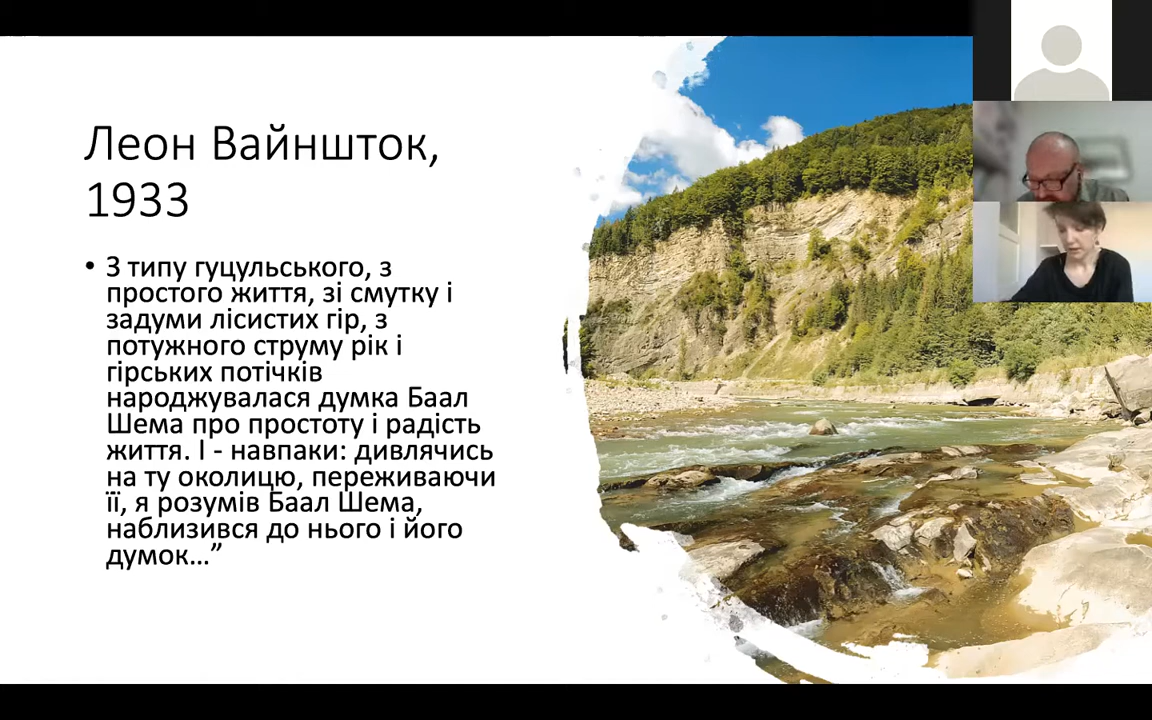 Леон Вайншток,
1933
• З типу гуцульського, з
простого життя, зі смутку і
задуми лісистих гір, з
потужного струму рік і
гірських потічків
народжувалася думка Баал
Шема про простоту і радість
життя. І - навпаки: дивлячись
на ту околицю, переживаючи
її, я розумів Баал Шема,
наблизився до нього і його
думок...”